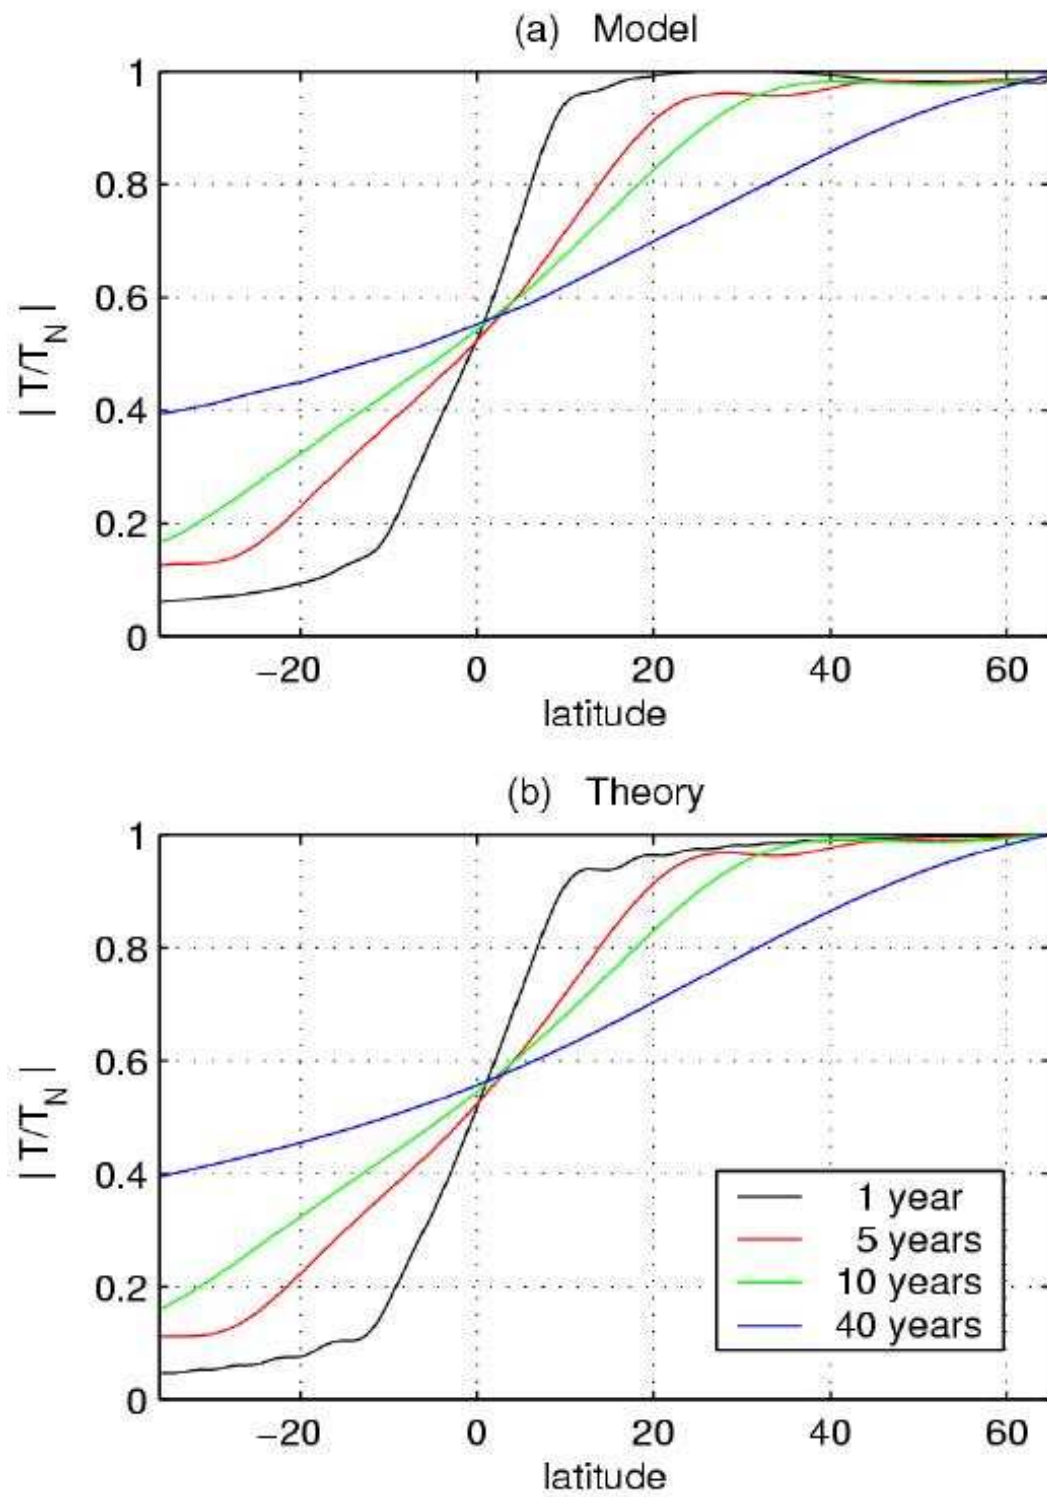 (a) Model
1
0.8
0.6
0.4
0.2
0
| T/T_N |
−20 0 20 40 60
latitude
(b) Theory
1
0.8
0.6
0.4
0.2
0
| T/T_N |
1 year
5 years
10 years
40 years
−20 0 20 40 60
latitude